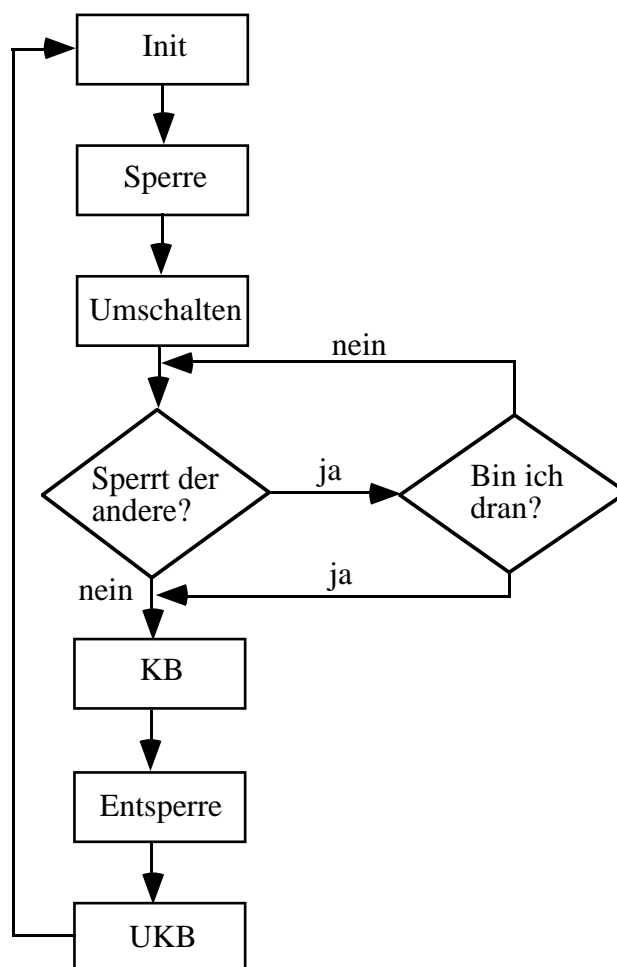 Init
Sperre
Umschalten
nein
Sperrt der
andere?
ja
Bin ich
dran?
ja
nein
KB
Entsperre
UKB